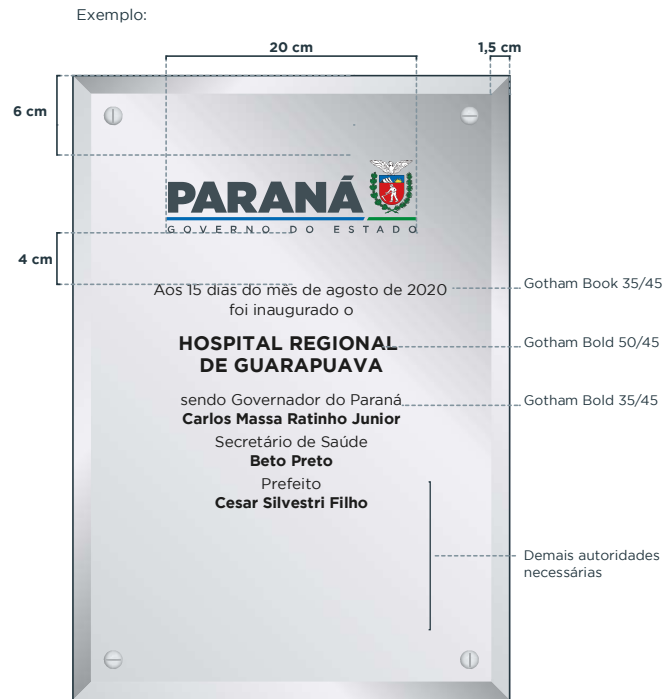 Exemplo:
20 cm
1,5 cm
6 cm
PARANÁ
GOVERNO DO ESTADO
4 cm
Aos 15 dias do mês de agosto de 2020
foi inaugurado o
Gotham Book 35/45
HOSPITAL REGIONAL
DE GUARAPUAVA
Gotham Bold 50/45
sendo Governador do Paraná
Carlos Massa Ratinho Junior
Gotham Bold 35/45
Secretário de Saúde
Beto Preto
Prefeito
Cesar Silvestri Filho
Demais autoridades
necessárias